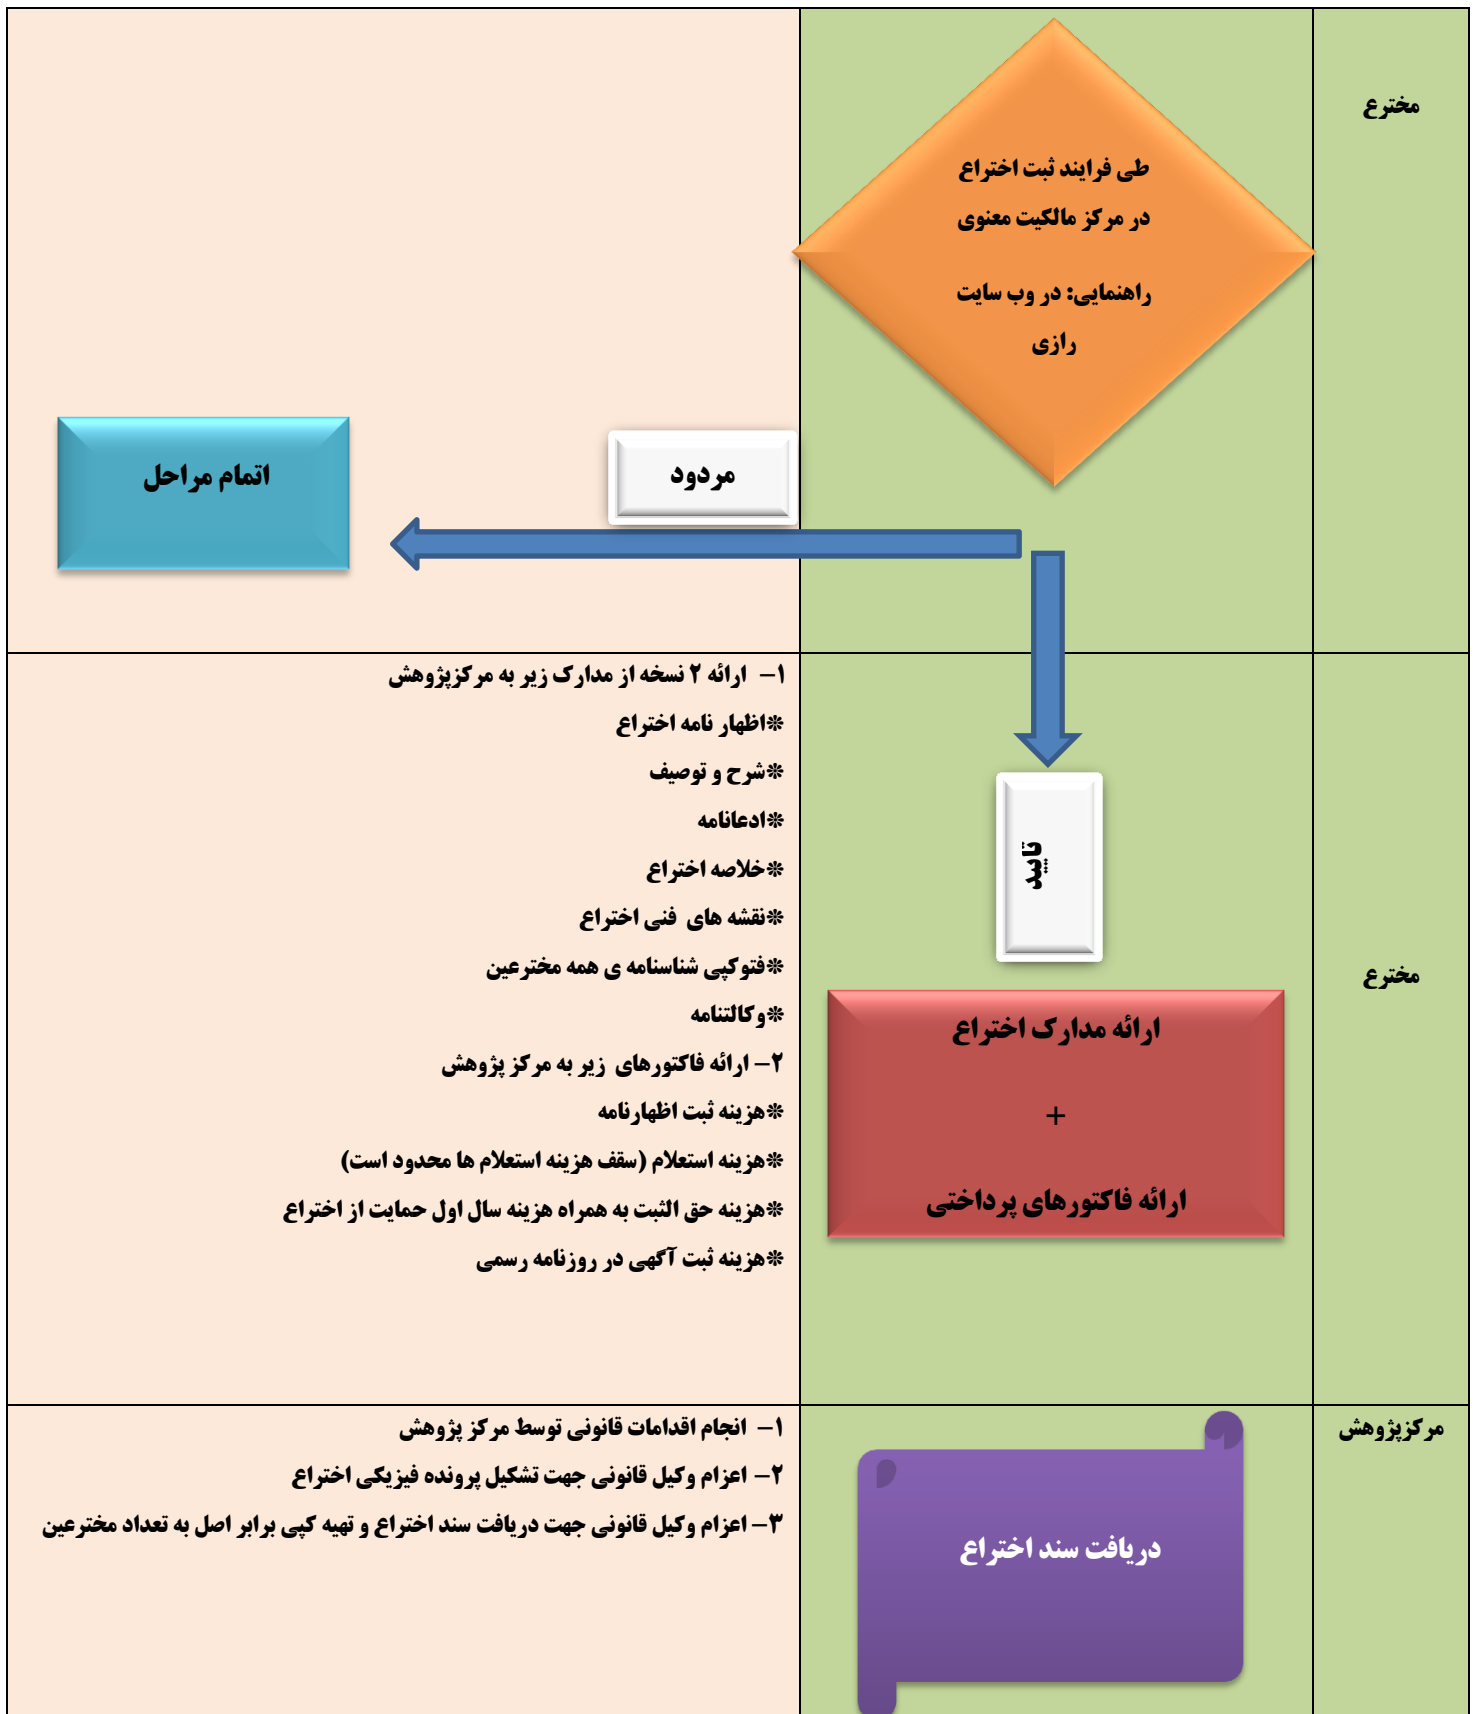 مخترع
طی فرایند ثبت اختراع
در مرکز مالکیت معنوی
راهنمایی: در وب سایت
رازی
مردود
اتمام مراحل
مخترع
تایید
ارائه مدارک اختراع
+
ارائه فاکتورهای پرداختی
۱- ارائه ۲ نسخه از مدارک زیر به مرکزپژوهش
*اظهار نامه اختراع
*شرح و توصیف
*ادعانامه
*خلاصه اختراع
*نقشه های فنی اختراع
*فتوکپی شناسنامه ی همه مخترعین
*وکالتنامه
۲- ارائه فاکتورهای زیر به مرکز پژوهش
*هزینه ثبت اظهارنامه
*هزینه استعلام (سقف هزینه استعلام ها محدود است)
*هزینه حق الثبت به همراه هزینه سال اول حمایت از اختراع
*هزینه ثبت آگهی در روزنامه رسمی
مرکزپژوهش
دریافت سند اختراع
۱- انجام اقدامات قانونی توسط مرکز پژوهش
۲- اعزام وکیل قانونی جهت تشکیل پرونده فیزیکی اختراع
۳- اعزام وکیل قانونی جهت دریافت سند اختراع و تهیه کپی برابر اصل به تعداد مخترعین